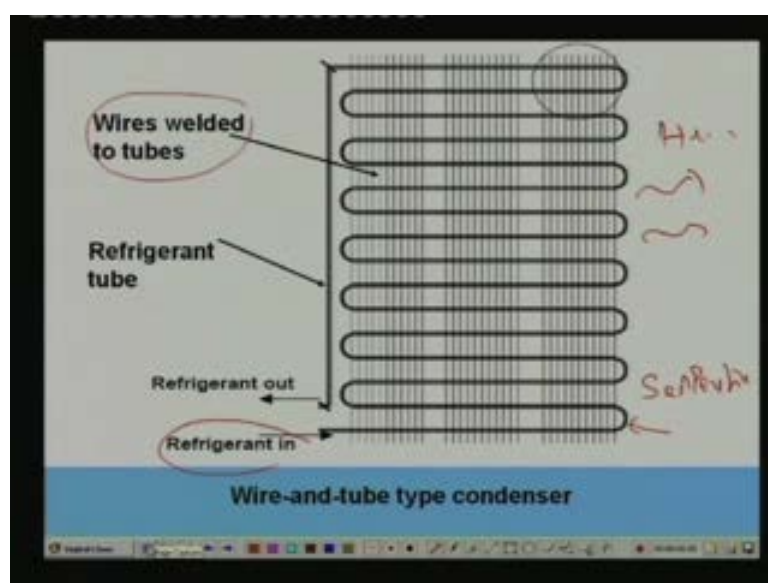 Wires welded
to tubes
Refrigerant
tube
Refrigerant out
Refrigerant in
Wire-and-tube type condenser